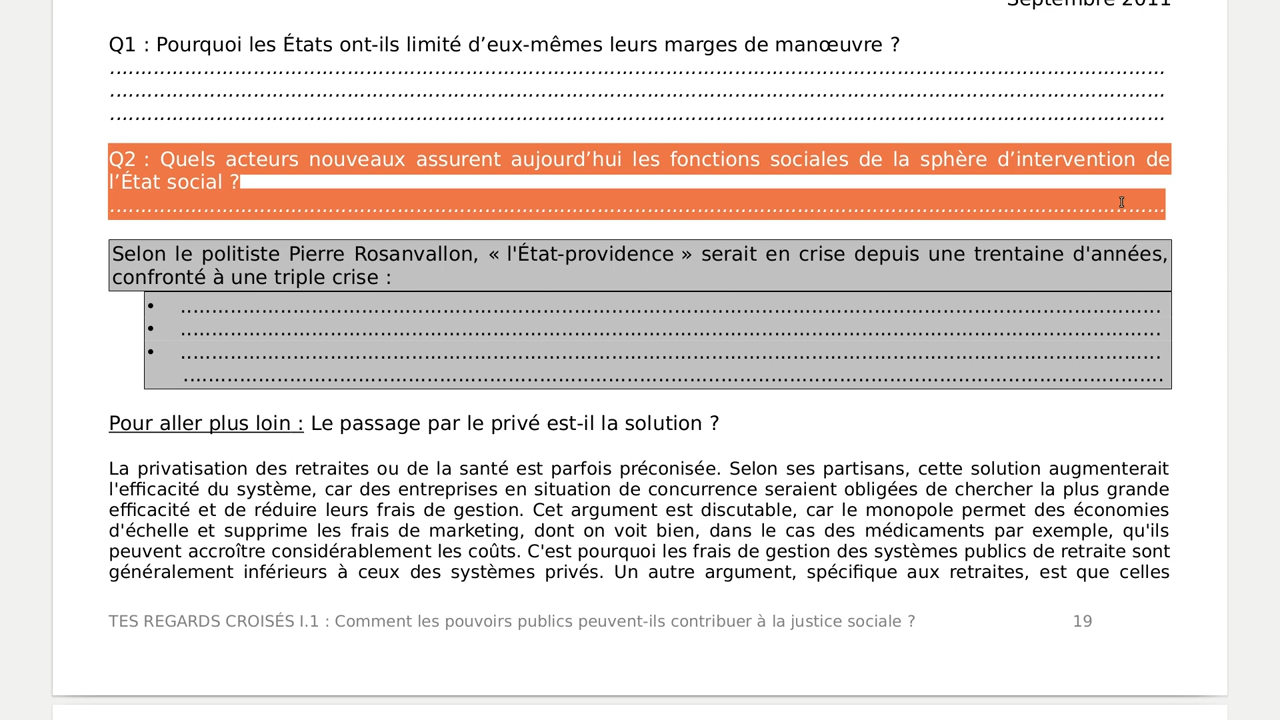 Septembre 2011
Q1 : Pourquoi les États ont-ils limité d’eux-mêmes leurs marges de manœuvre ?
Q2 : Quels acteurs nouveaux assurent aujourd’hui les fonctions sociales de la sphère d’intervention de
l’État social ?
Selon le politiste Pierre Rosanvallon, « l'État-providence » serait en crise depuis une trentaine d'années,
confronté à une triple crise :
•
•
•
Pour aller plus loin : Le passage par le privé est-il la solution ?
La privatisation des retraites ou de la santé est parfois préconisée. Selon ses partisans, cette solution augmenterait
l'efficacité du système, car des entreprises en situation de concurrence seraient obligées de chercher la plus grande
efficacité et de réduire leurs frais de gestion. Cet argument est discutable, car le monopole permet des économies
d'échelle et supprime les frais de marketing, dont on voit bien, dans le cas des médicaments par exemple, qu'ils
peuvent accroître considérablement les coûts. C'est pourquoi les frais de gestion des systèmes publics de retraite sont
généralement inférieurs à ceux des systèmes privés. Un autre argument, spécifique aux retraites, est que celles
TES REGARDS CROISÉS I.1 : Comment les pouvoirs publics peuvent-ils contribuer à la justice sociale ? 19